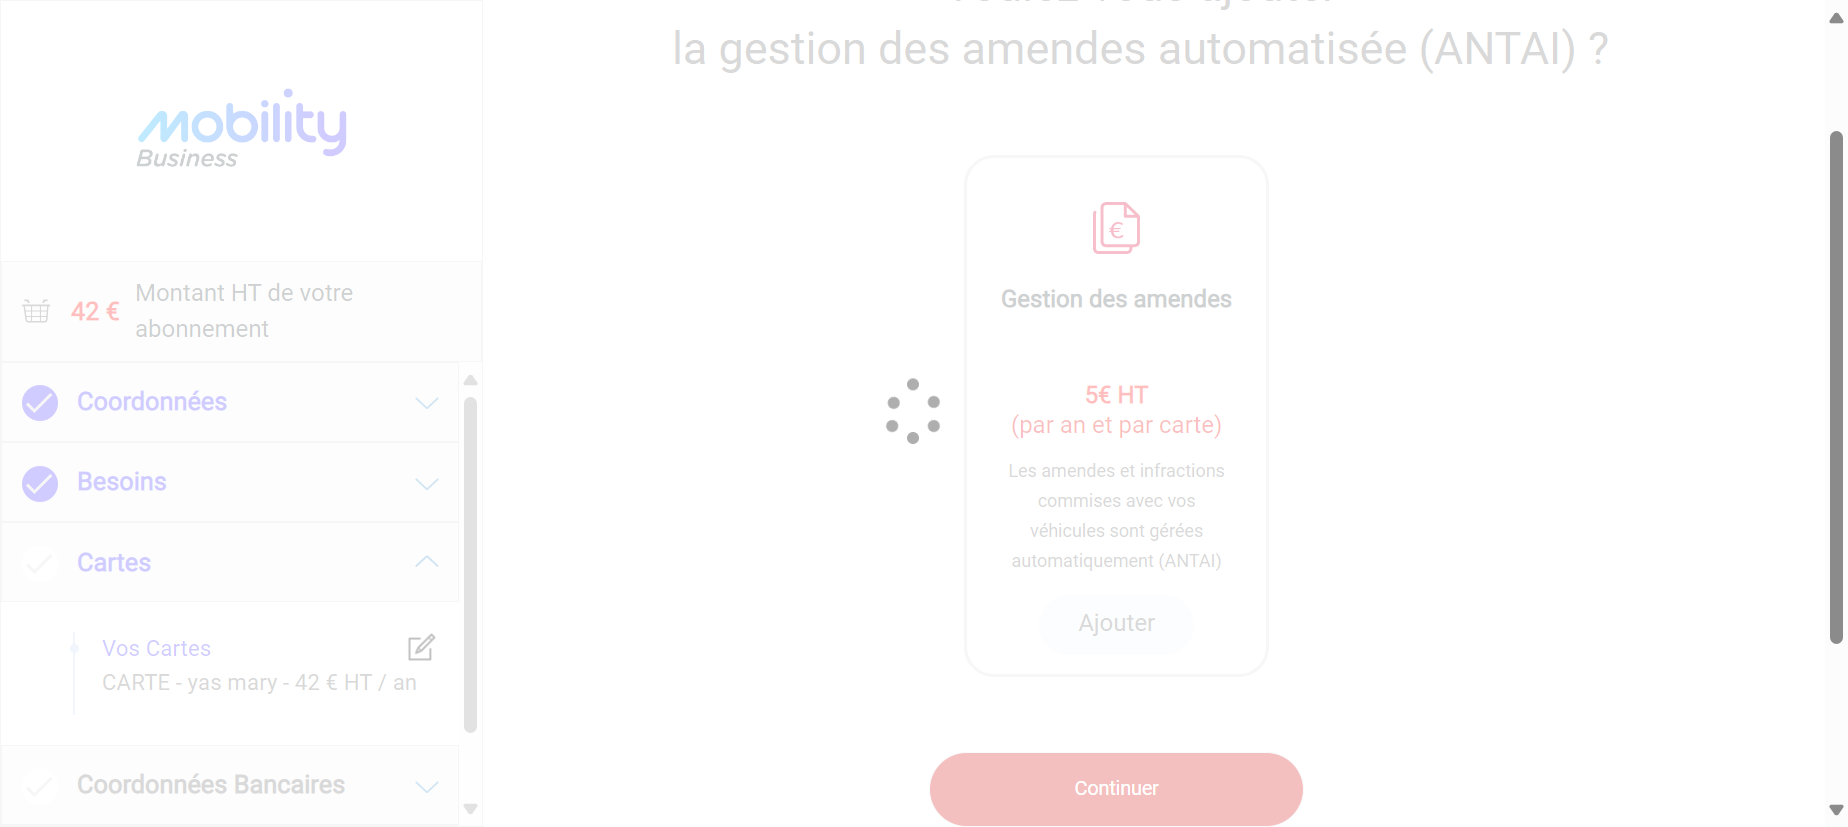 mobility
Business
42 €
Montant HT de votre
abonnement
Coordonnées
Besoins
Cartes
Vos Cartes
CARTE - yas mary - 42 € HT / an
Coordonnées Bancaires
la gestion des amendes automatisée (ANTAI) ?
€
Gestion des amendes
5€ HT
(par an et par carte)
Les amendes et infractions
commises avec vos
véhicules sont gérées
automatiquement (ANTAI)
Ajouter
Continuer